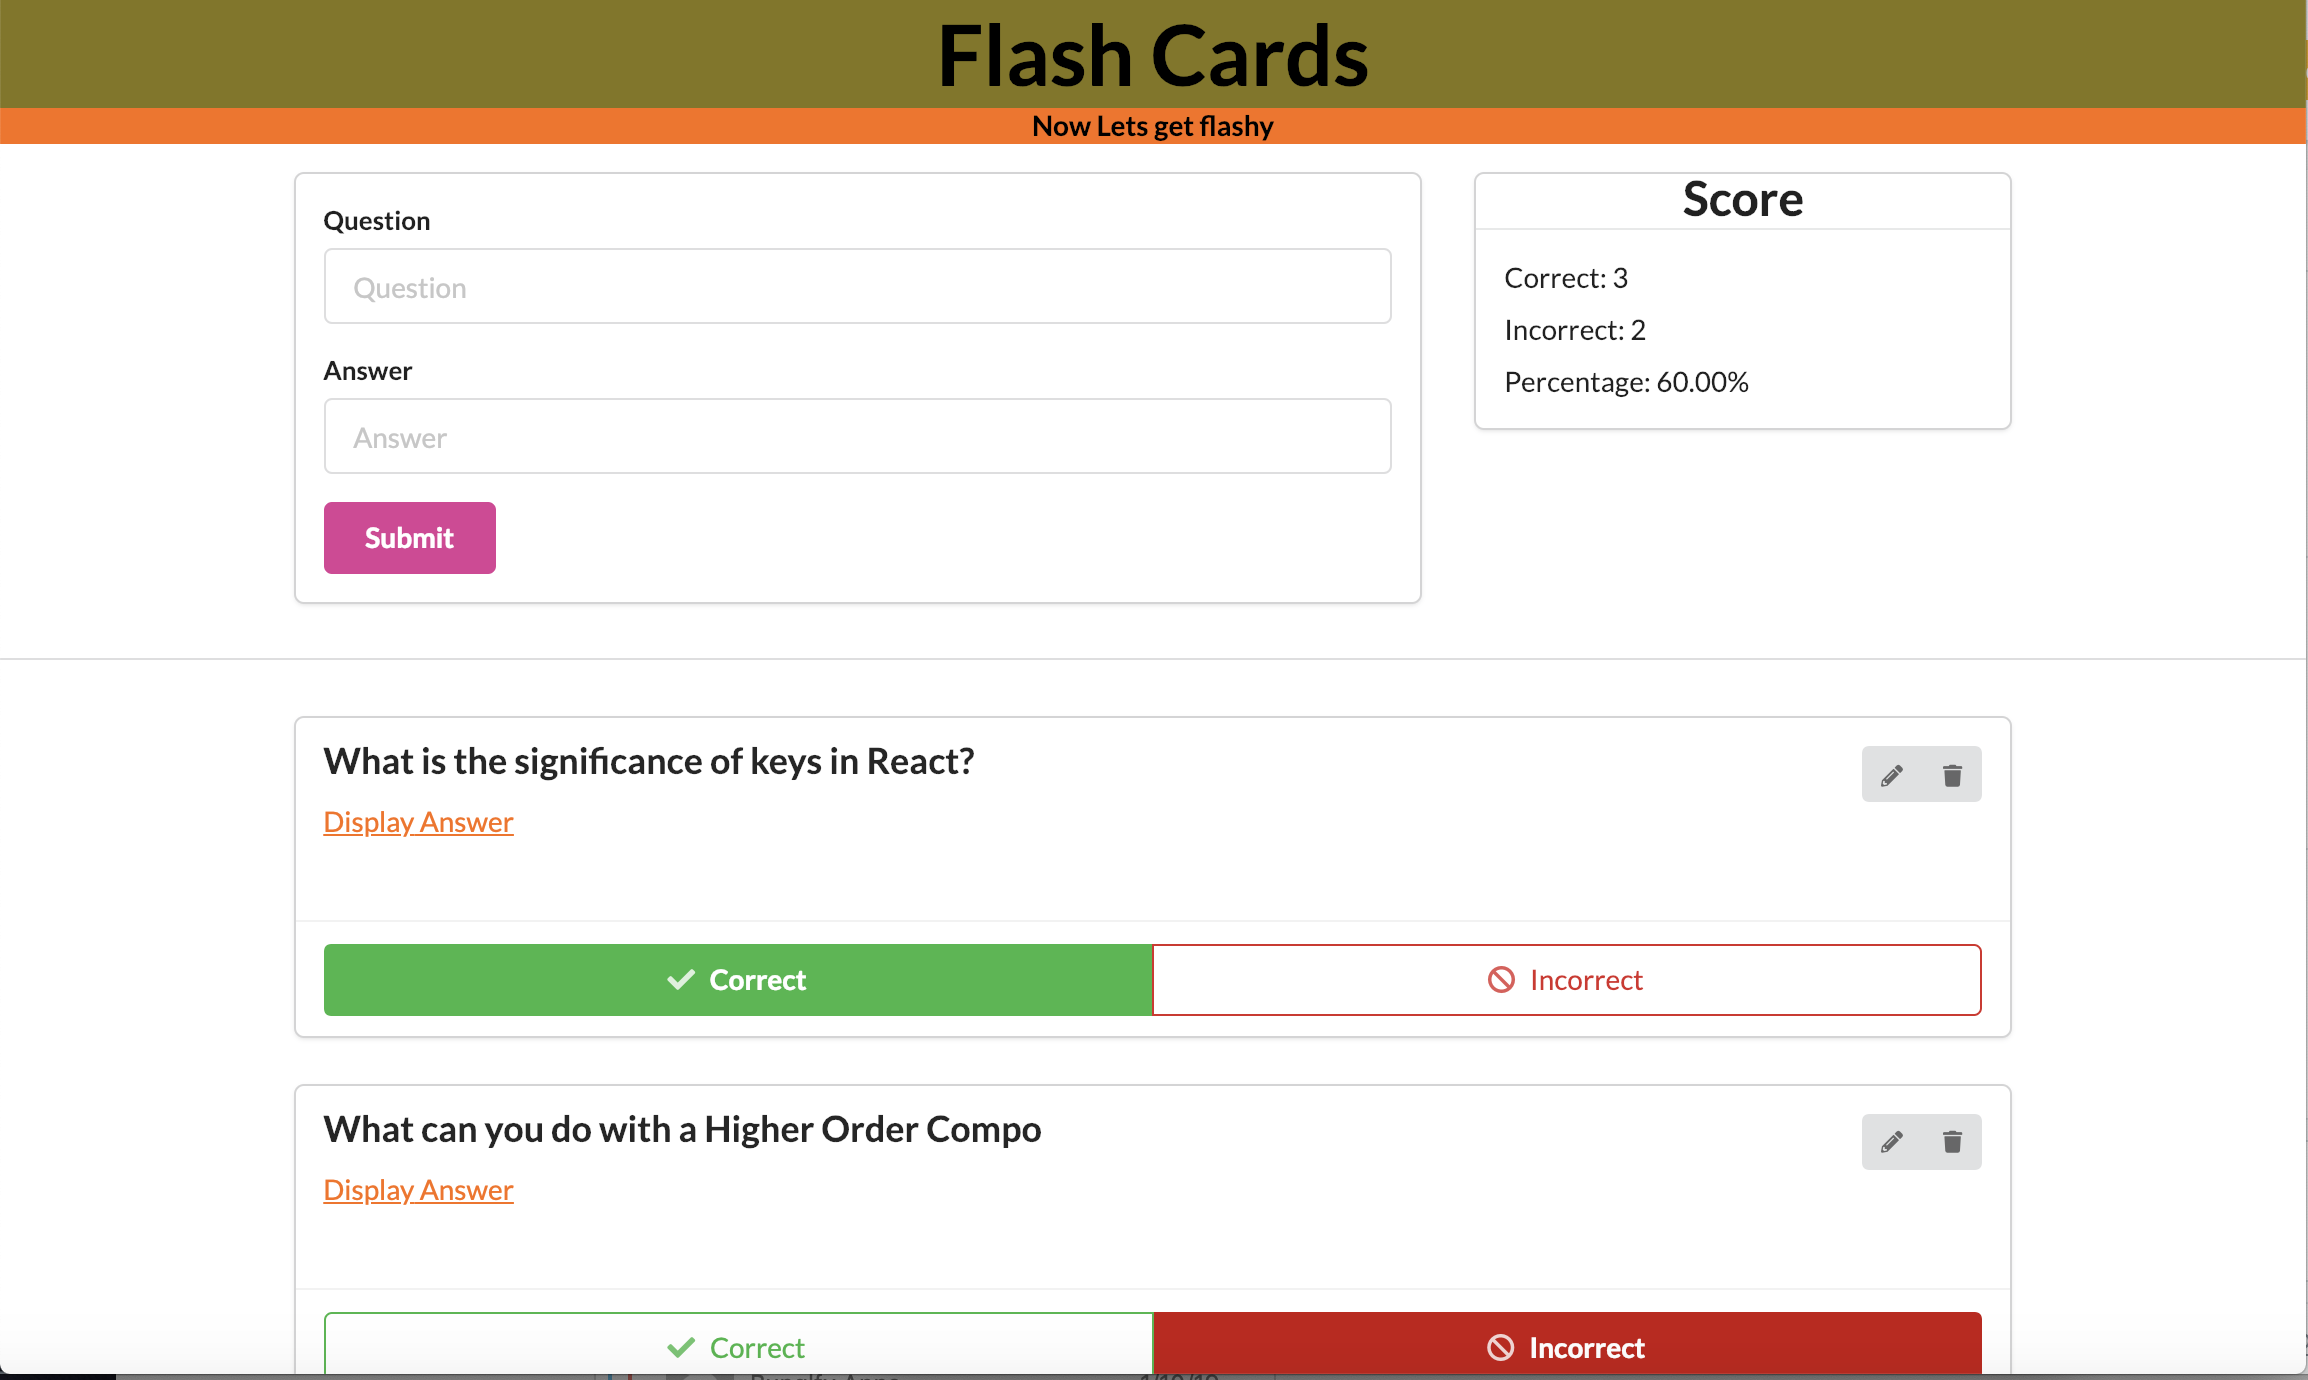 Flash Cards
Now Lets get flashy
Question
Question
Answer
Answer
Submit
Score
Correct: 3
Incorrect: 2
Percentage: 60.00%
What is the significance of keys in React?
Display Answer
Correct
Incorrect
What can you do with a Higher Order Compo
Display Answer
Correct
Incorrect